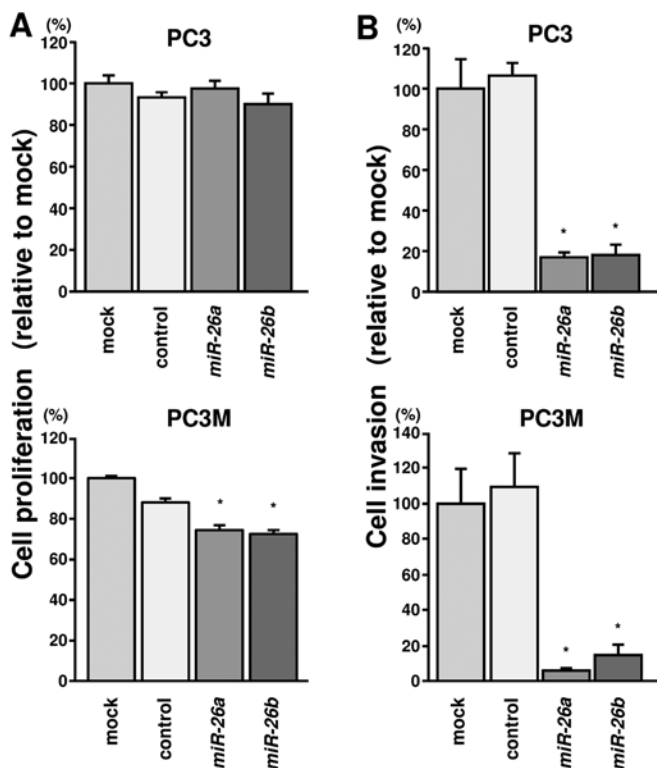 A
(%)
PC3
120
100
80
60
40
20
0
mock
control
miR-26a
miR-26b
(%)
PC3M
120
100
80
60
40
20
0
*
*
mock
control
miR-26a
miR-26b
Cell proliferation (relative to mock)
B
(%)
PC3
120
100
80
60
40
20
0
*
*
mock
control
miR-26a
miR-26b
(%)
PC3M
140
120
100
80
60
40
20
0
*
*
mock
control
miR-26a
miR-26b
Cell invasion (relative to mock)